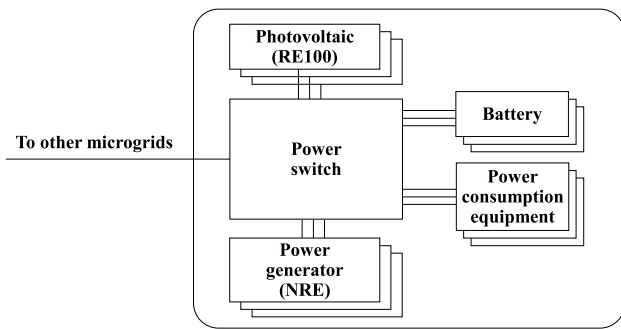 Photovoltaic
(RE100)
Battery
To other microgrids
Power
switch
Power
consumption
equipment
Power
generator
(NRE)